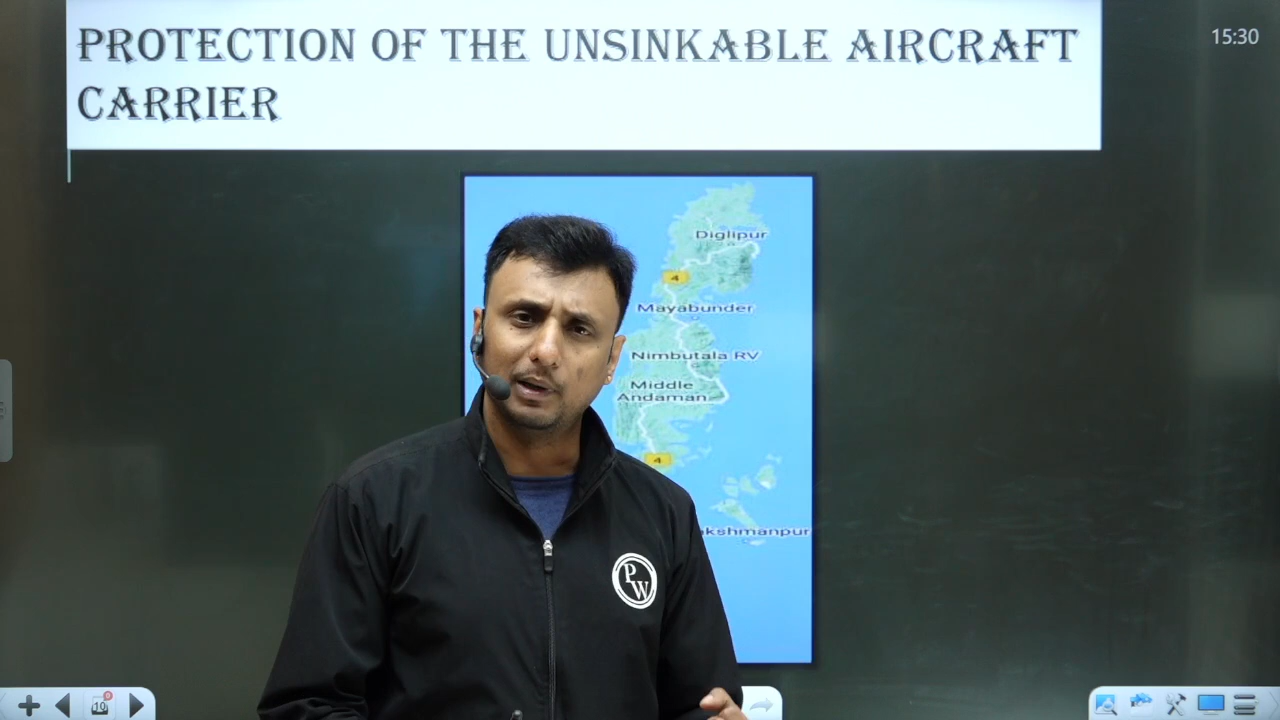 PROTECTION OF THE UNSINKABLE AIRCRAFT
CARRIER
15:30
Diglipur
4
Mayabunder
Nimbutala RV
Middle
Andaman
4
kshmanpur
PW
10